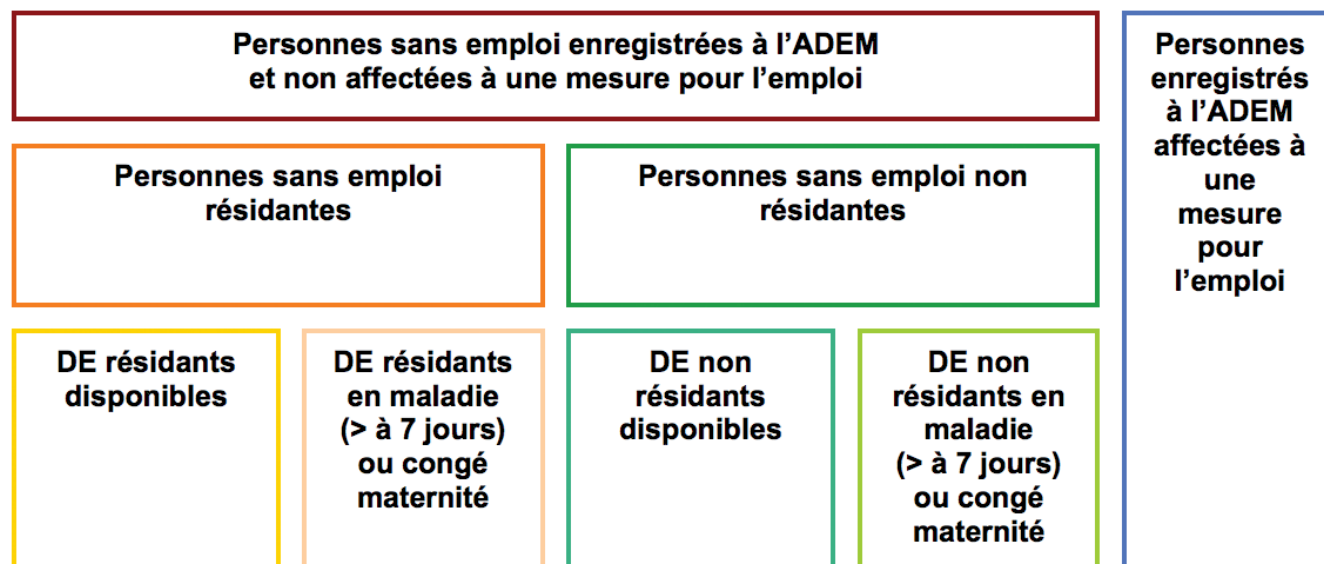 Personnes sans emploi enregistrées à l’ADEM
et non affectées à une mesure pour l’emploi
Personnes
enregistrés
à l’ADEM
affectées à
une
mesure
pour
l’emploi
Personnes sans emploi
résidantes
Personnes sans emploi non
résidantes
DE résidants
disponibles
DE résidants
en maladie
(> à 7 jours)
ou congé
maternité
DE non
résidants
disponibles
DE non
résidants en
maladie
(> à 7 jours)
ou congé
maternité